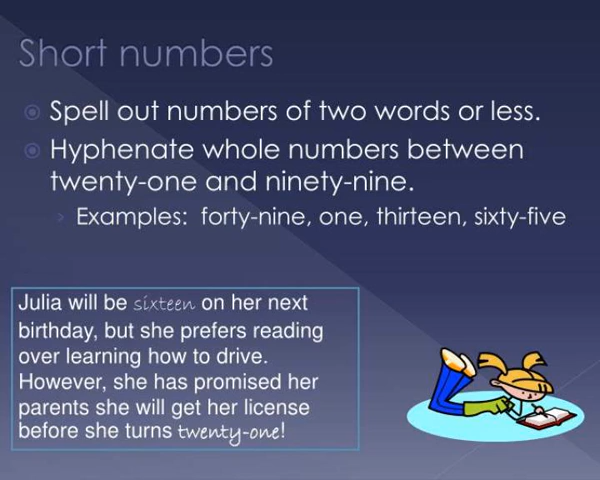 Short numbers
Spell out numbers of two words or less.
Hyphenate whole numbers between
twenty-one and ninety-nine.
Examples: forty-nine, one, thirteen, sixty-five
Julia will be sixteen on her next
birthday, but she prefers reading
over learning how to drive.
However, she has promised her
parents she will get her license
before she turns twenty-one!